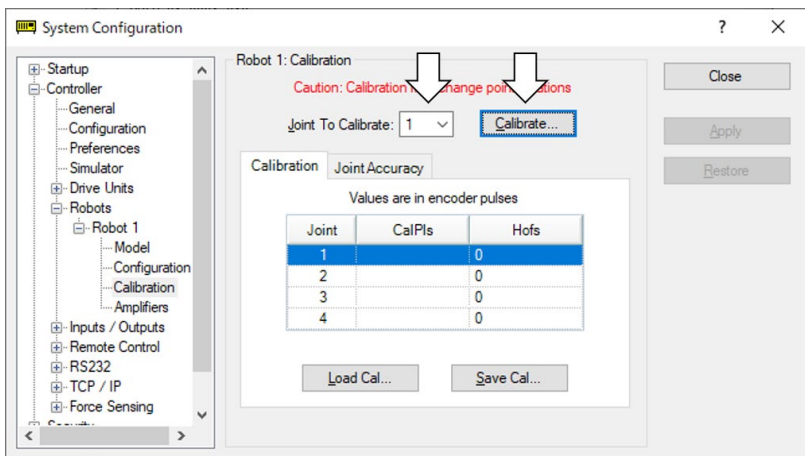 System Configuration
?
Startup
Controller
General
Configuration
Preferences
Simulator
Drive Units
Robots
Robot 1
Model
Configuration
Calibration
Amplifiers
Inputs / Outputs
Remote Control
RS232
TCP / IP
Force Sensing
Robot 1: Calibration
Caution: Calibration
Joint To Calibrate: 1
Calibrate...
Calibration Joint Accuracy
Values are in encoder pulses
Joint CalPls Hofs
1 0
2 0
3 0
4 0
Load Cal... Save Cal...
Close
Apply
Restore